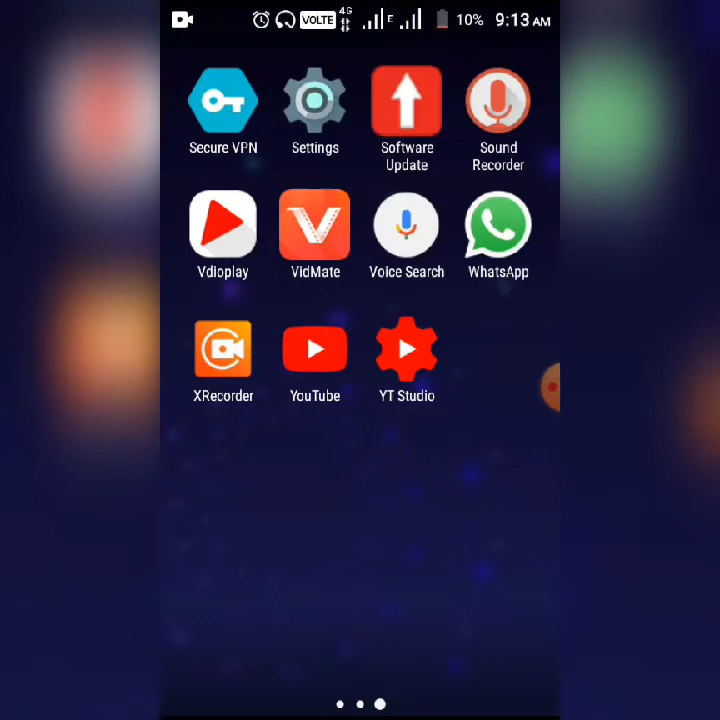 VOLTE 4G E 10% 9:13 AM
Secure VPN Settings Software Update Sound Recorder
Vdioplay VidMate Voice Search WhatsApp
XRecorder YouTube YT Studio